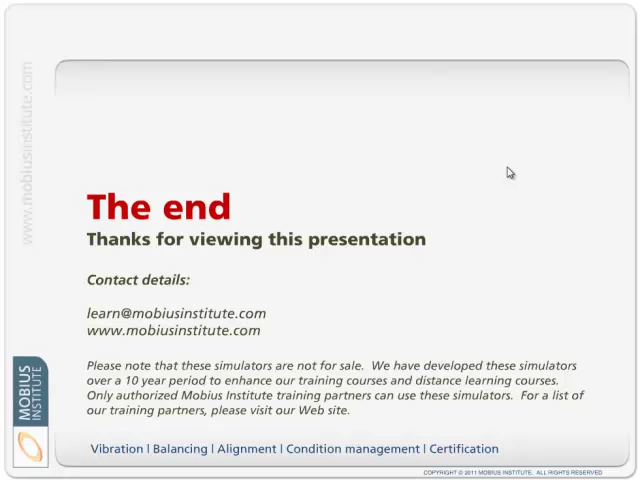 www.mobiusinstitute.com
The end
Thanks for viewing this presentation
Contact details:
learn@mobiusinstitute.com
www.mobiusinstitute.com
Please note that these simulators are not for sale.  We have developed these simulators
over a 10 year period to enhance our training courses and distance learning courses.
Only authorized Mobius Institute training partners can use these simulators.  For a list of
our training partners, please visit our Web site.
MOBIUS
INSTITUTE
Vibration | Balancing | Alignment | Condition management | Certification
COPYRIGHT © 2011 MOBIUS INSTITUTE.  ALL RIGHTS RESERVED